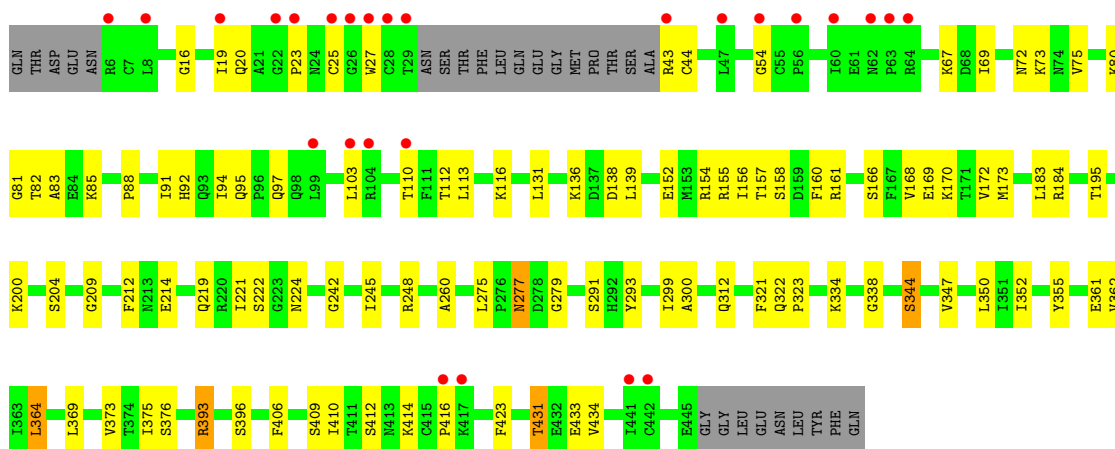 GLN THR ASP GLU ASN R6 C7 L8 G16 I19 Q20 A21 G22 P23 N24 C25 G26 W27 C28 T29 ASN SER THR PHE LEU GLN GLU GLY MET PRO THR SER ALA R43 C44 L47 G54 C55 P56 I60 E61 N62 P63 R64 K67 D68 I69 N72 K73 N74 V75 K80
G81 T82 A83 E84 K85 P88 I91 H92 Q93 I94 Q95 P96 Q97 Q98 L99 L103 R104 T110 F111 T112 L113 K116 L131 K136 D137 D138 L139 E152 M153 R154 R155 I156 T157 S158 D159 F160 R161 S166 F167 V168 E169 K170 T171 V172 M173 L183 R184 T195
K200 S204 G209 F212 N213 E214 Q219 R220 I221 S222 G223 N224 G242 I245 R248 A260 L275 P276 N277 D278 G279 S291 H292 Y293 I299 A300 Q312 F321 Q322 P323 K334 G338 S344 V347 L350 I351 I352 Y355 E361
I363 L364 L369 V373 T374 I375 S376 R393 S396 F406 S409 I410 T411 S412 N413 K414 C415 P416 K417 F423 T431 E432 E433 V434 I441 C442 E445 GLY GLY LEU GLU ASN LEU TYR PHE GLN